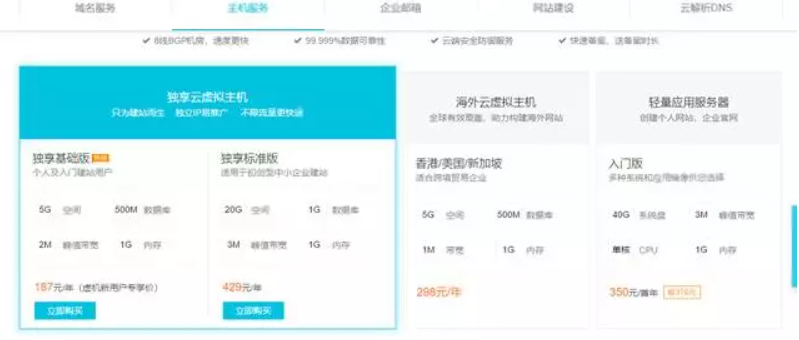 域名服务 主机服务 企业邮箱 网站建设 云解析DNS
8线BGP机房，速度更快 99.999%数据可靠性 云端安全防御服务 快速备案，送备案时长
独享云虚拟主机
只为建站而生 独立IP易推广 不限流量更快速
海外云虚拟主机
全球有效覆盖，助力构建海外网站
轻量应用服务器
创建个人网站、企业官网
独享基础版
个人及入门建站用户
独享标准版
适用于初创型中小企业建站
香港/美国/新加坡
适合跨境贸易企业
入门版
多种系统和应用镜像供您选择
5G 空间 500M 数据库
2M 峰值带宽 1G 内存
20G 空间 1G 数据库
3M 峰值带宽 1G 内存
5G 空间 500M 数据库
1M 带宽 1G 内存
40G 系统盘 3M 峰值带宽
单核 CPU 1G 内存
187元/年（虚机新用户专享价）
立即购买
429元/年
立即购买
298元/年
350元/首年